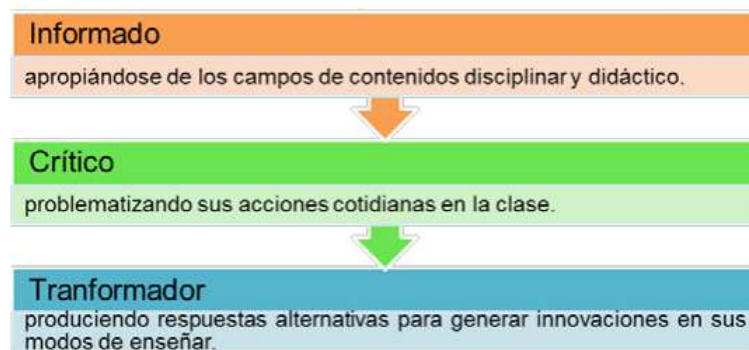 Informado
apropiándose de los campos de contenidos disciplinar y didáctico.
Crítico
problematizando sus acciones cotidianas en la clase.
Tranformador
produciendo respuestas alternativas para generar innovaciones en sus
modos de enseñar.